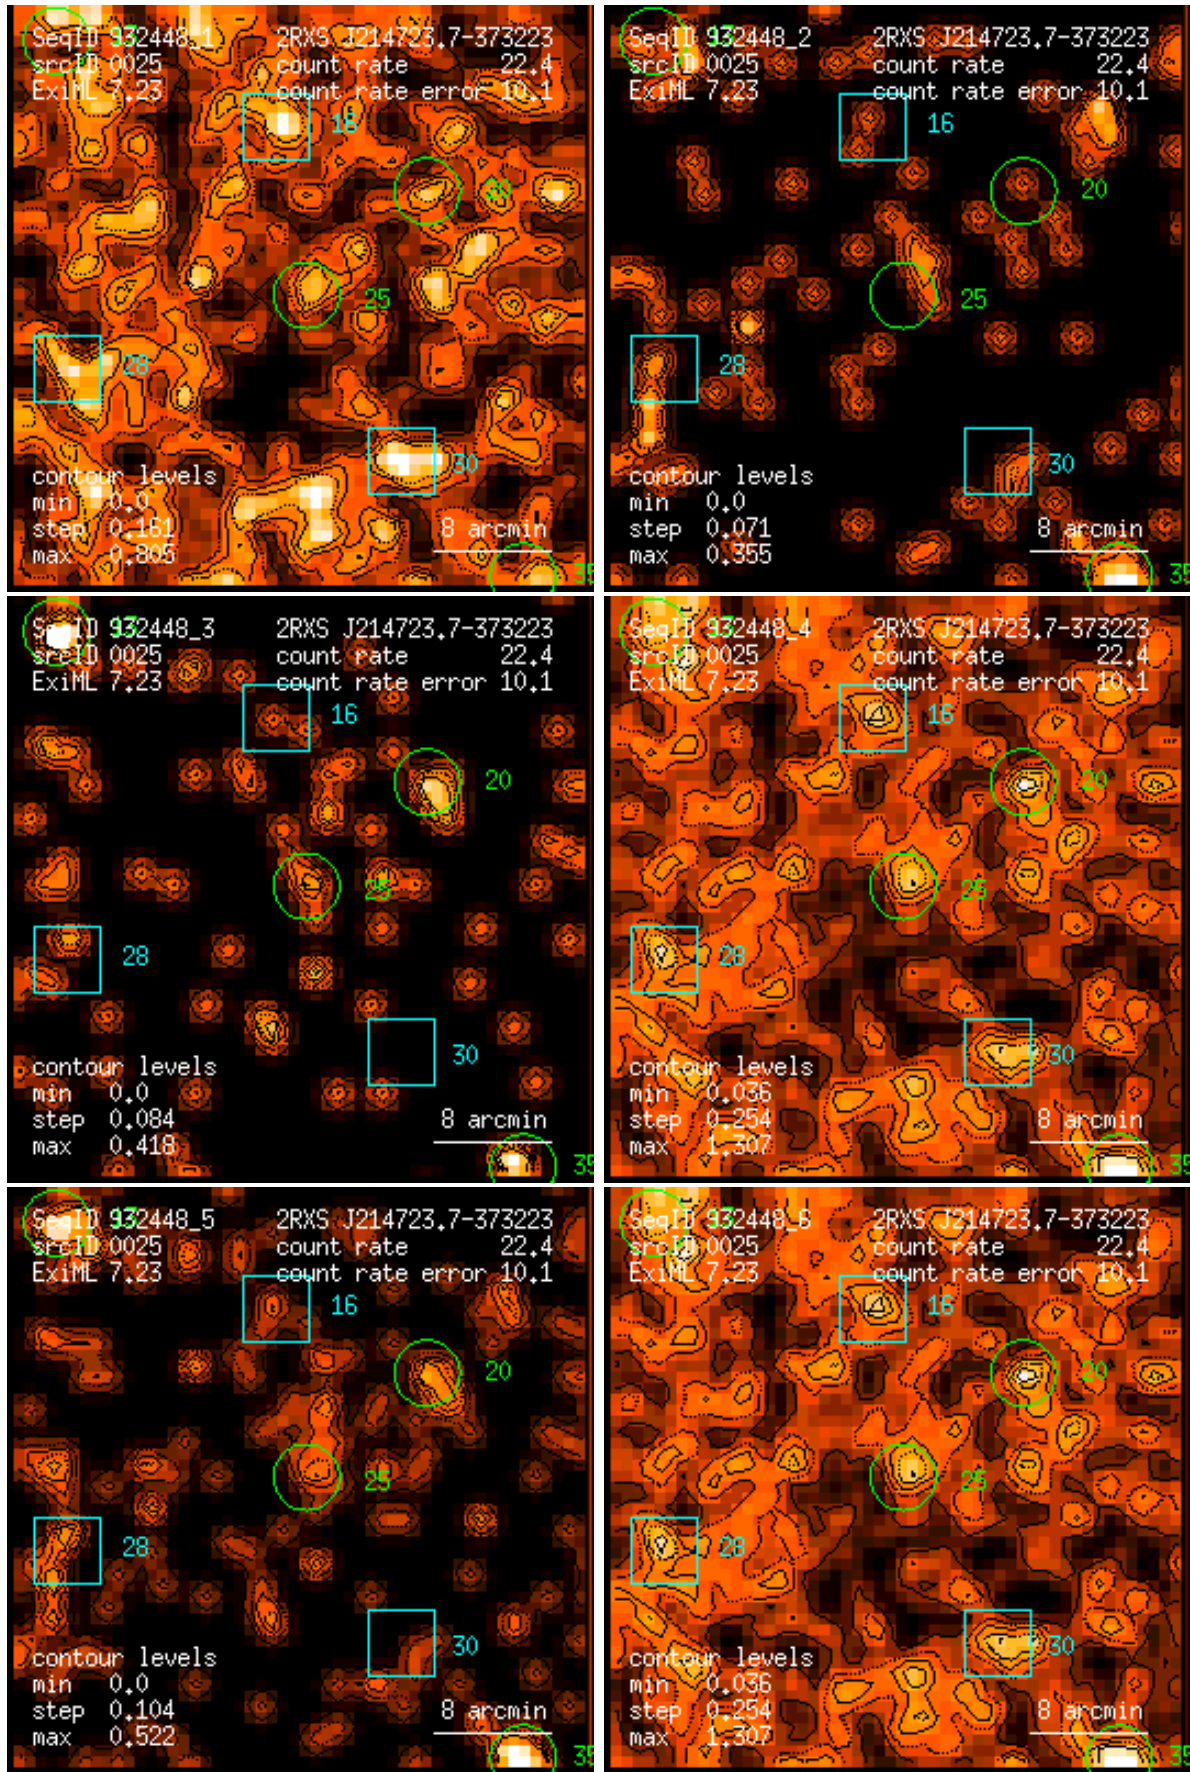 SeqID 932448_1 2RXS J214723.7-373223
srcID 0025 count rate 22.4
ExiML 7.23 count rate error 10.1
16
20
25
28
30
contour levels
min 0.0
step 0.161
max 0.805
8 arcmin
35
SeqID 932448_2 2RXS J214723.7-373223
srcID 0025 count rate 22.4
ExiML 7.23 count rate error 10.1
16
20
25
28
30
contour levels
min 0.0
step 0.071
max 0.355
8 arcmin
35
SeqID 932448_3 2RXS J214723.7-373223
srcID 0025 count rate 22.4
ExiML 7.23 count rate error 10.1
16
20
25
28
30
contour levels
min 0.0
step 0.084
max 0.418
8 arcmin
35
SeqID 932448_4 2RXS J214723.7-373223
srcID 0025 count rate 22.4
ExiML 7.23 count rate error 10.1
16
20
25
28
30
contour levels
min 0.036
step 0.254
max 1.307
8 arcmin
35
SeqID 932448_5 2RXS J214723.7-373223
srcID 0025 count rate 22.4
ExiML 7.23 count rate error 10.1
16
20
25
28
30
contour levels
min 0.0
step 0.104
max 0.522
8 arcmin
35
SeqID 932448_6 2RXS J214723.7-373223
srcID 0025 count rate 22.4
ExiML 7.23 count rate error 10.1
16
20
25
28
30
contour levels
min 0.036
step 0.254
max 1.307
8 arcmin
35